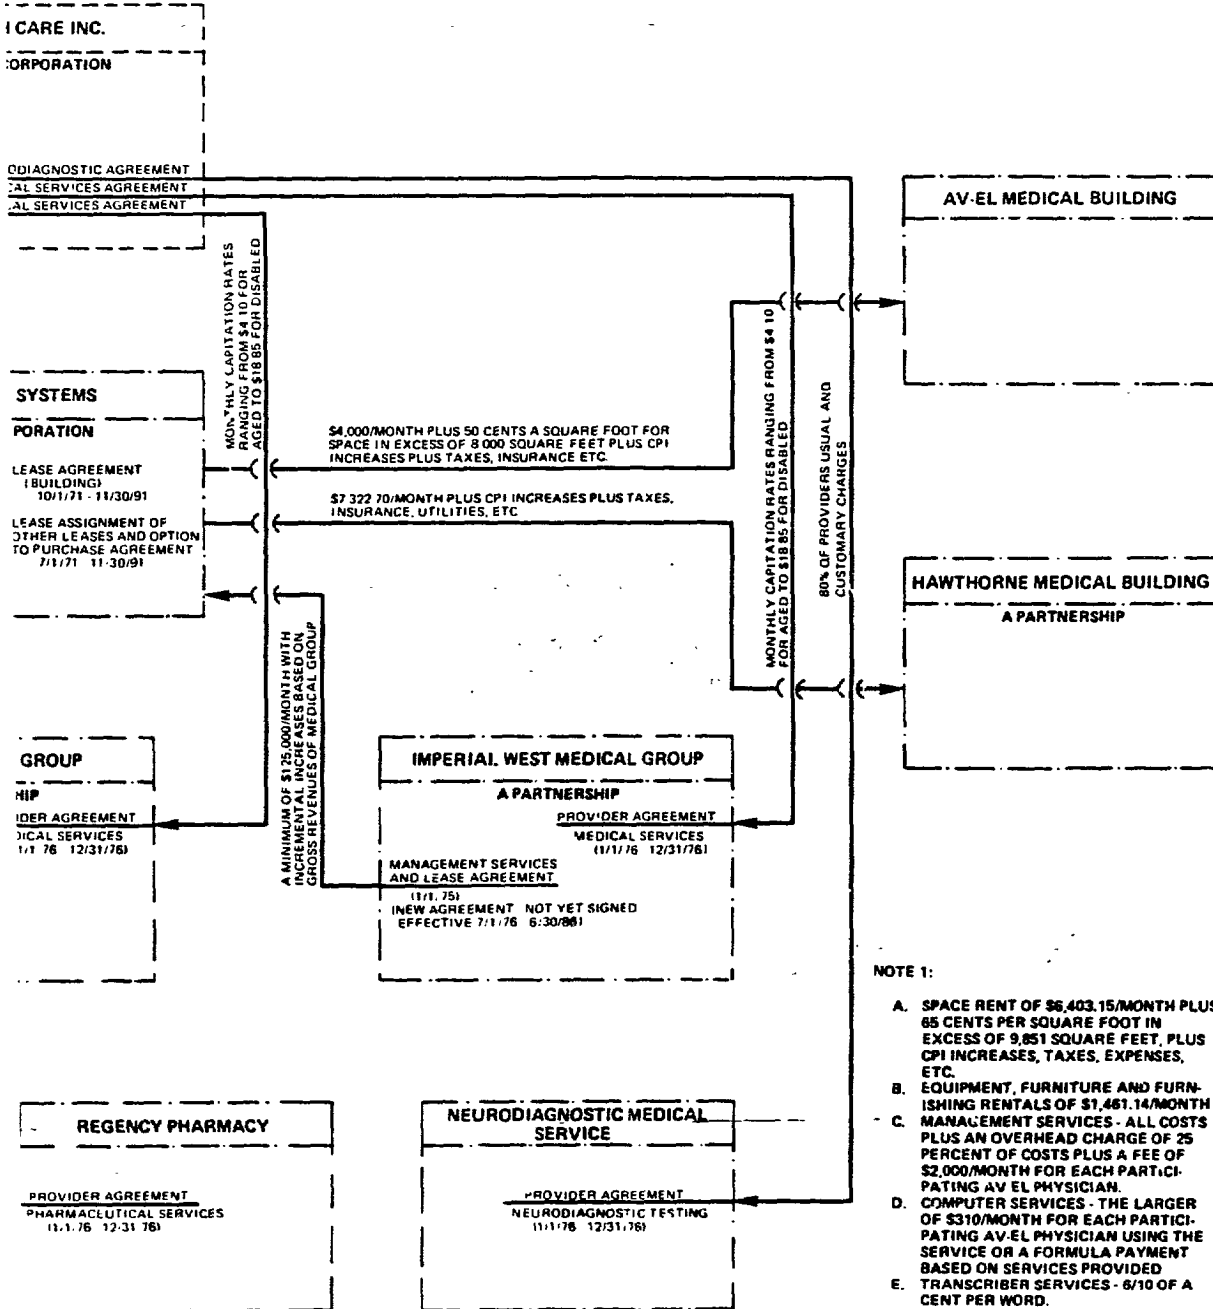 CARE INC.
CORPORATION
ODIAGNOSTIC AGREEMENT
CAL SERVICES AGREEMENT
AL SERVICES AGREEMENT
MONTHLY CAPITATION RATES
RANGING FROM $4 10 FOR
AGED TO $18 85 FOR DISABLED
AV-EL MEDICAL BUILDING
SYSTEMS
PORATION
LEASE AGREEMENT
(BUILDING)
10/1/71 - 11/30/91
LEASE ASSIGNMENT OF
OTHER LEASES AND OPTION
TO PURCHASE AGREEMENT
7/1/71 11-30/91
$4,000/MONTH PLUS 50 CENTS A SQUARE FOOT FOR
SPACE IN EXCESS OF 8 000 SQUARE FEET PLUS CPI
INCREASES PLUS TAXES, INSURANCE ETC.
$7 322 70/MONTH PLUS CPI INCREASES PLUS TAXES,
INSURANCE, UTILITIES, ETC
MONTHLY CAPITATION RATES RANGING FROM $4 10
FOR AGED TO $18 85 FOR DISABLED
80% OF PROVIDERS USUAL AND
CUSTOMARY CHARGES
HAWTHORNE MEDICAL BUILDING
A PARTNERSHIP
A MINIMUM OF $125,000/MONTH WITH
INCREMENTAL INCREASES BASED ON
GROSS REVENUES OF MEDICAL GROUP
GROUP
HIP
IDER AGREEMENT
DICAL SERVICES
1/1 76 12/31/76)
IMPERIAL WEST MEDICAL GROUP
A PARTNERSHIP
PROVIDER AGREEMENT
MEDICAL SERVICES
(1/1/76 12/31/76)
MANAGEMENT SERVICES
AND LEASE AGREEMENT
(1/1, 75)
(NEW AGREEMENT NOT YET SIGNED
EFFECTIVE 7/1/76 6/30/86)
NOTE 1:
A. SPACE RENT OF $6,403.15/MONTH PLUS
65 CENTS PER SQUARE FOOT IN
EXCESS OF 9,851 SQUARE FEET, PLUS
CPI INCREASES, TAXES, EXPENSES,
ETC.
B. EQUIPMENT, FURNITURE AND FURN-
ISHING RENTALS OF $1,461.14/MONTH
C. MANAGEMENT SERVICES - ALL COSTS
PLUS AN OVERHEAD CHARGE OF 25
PERCENT OF COSTS PLUS A FEE OF
$2,000/MONTH FOR EACH PARTICI-
PATING AV EL PHYSICIAN.
D. COMPUTER SERVICES - THE LARGER
OF $310/MONTH FOR EACH PARTICI-
PATING AV-EL PHYSICIAN USING THE
SERVICE OR A FORMULA PAYMENT
BASED ON SERVICES PROVIDED
E. TRANSCRIBER SERVICES - 6/10 OF A
CENT PER WORD.
REGENCY PHARMACY
PROVIDER AGREEMENT
PHARMACEUTICAL SERVICES
(1/1.76 12-31 76)
NEURODIAGNOSTIC MEDICAL
SERVICE
PROVIDER AGREEMENT
NEURODIAGNOSTIC TESTING
(1/1/76 12/31/76)